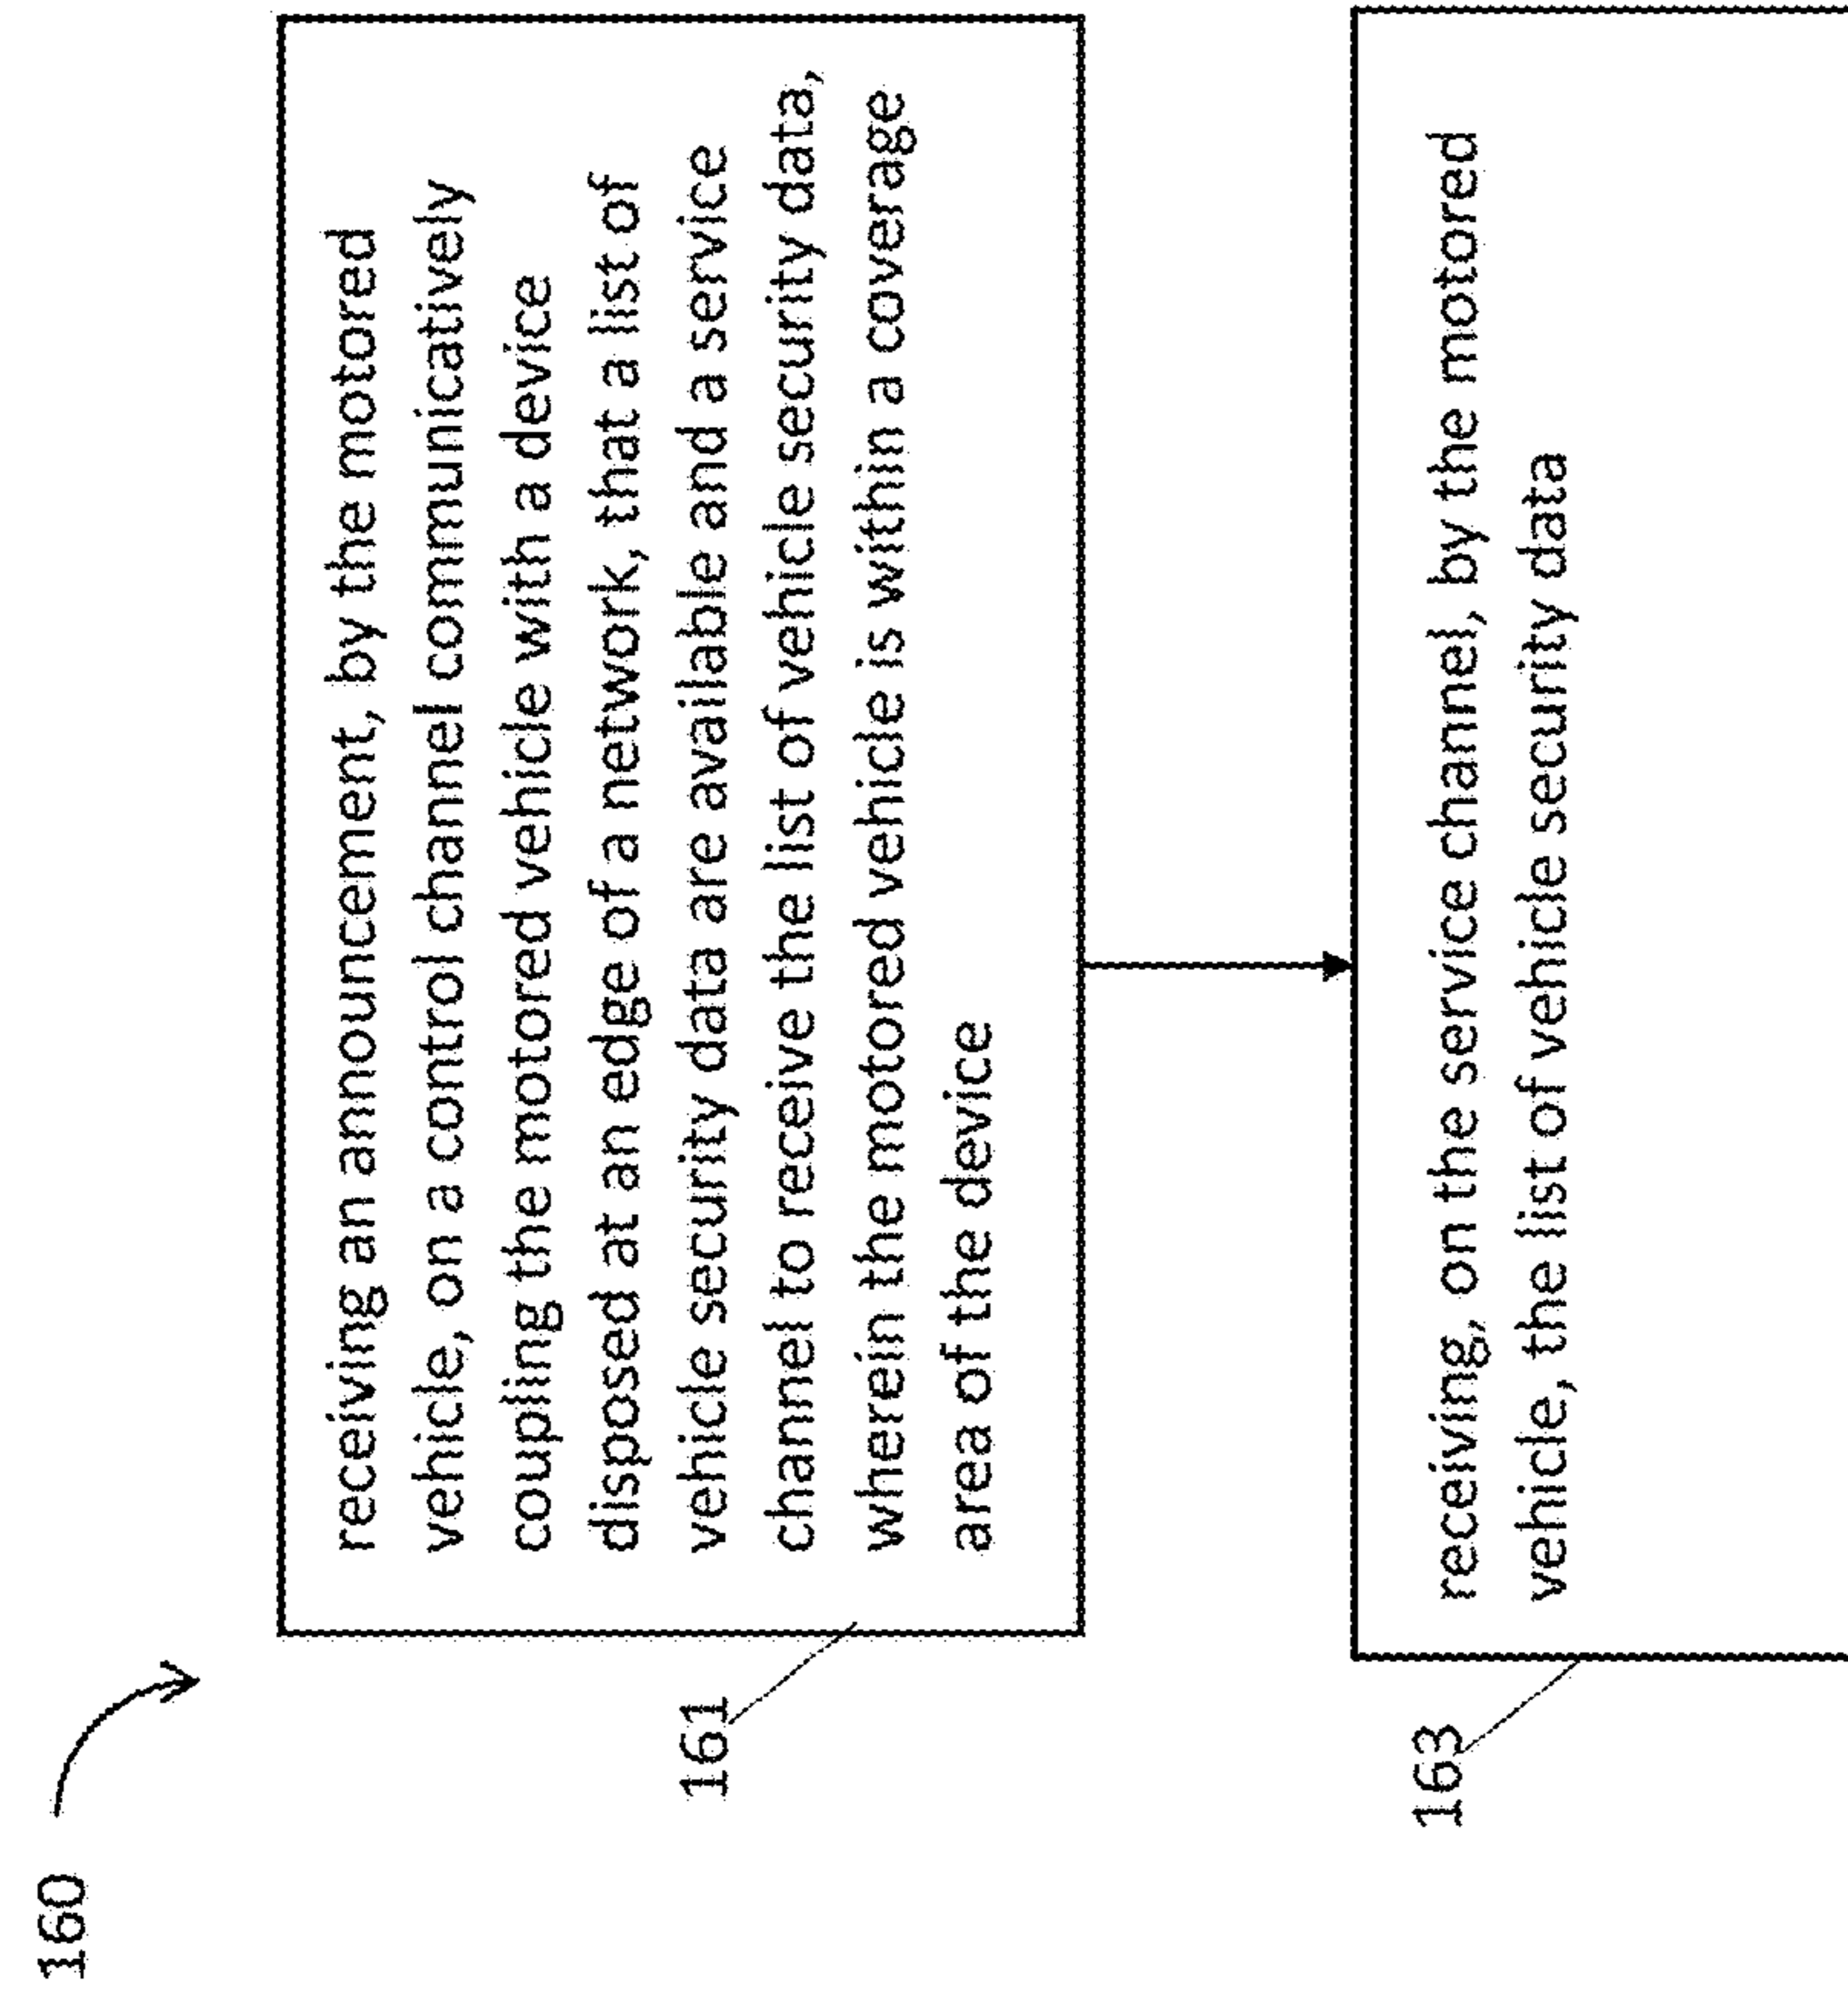 160
161
receiving an announcement, by the motored
vehicle, on a control channel communicatively
coupling the motored vehicle with a device
disposed at an edge of a network, that a list of
vehicle security data are available and a service
channel to receive the list of vehicle security data,
wherein the motored vehicle is within a coverage
area of the device
163
receiving, on the service channel, by the motored
vehicle, the list of vehicle security data